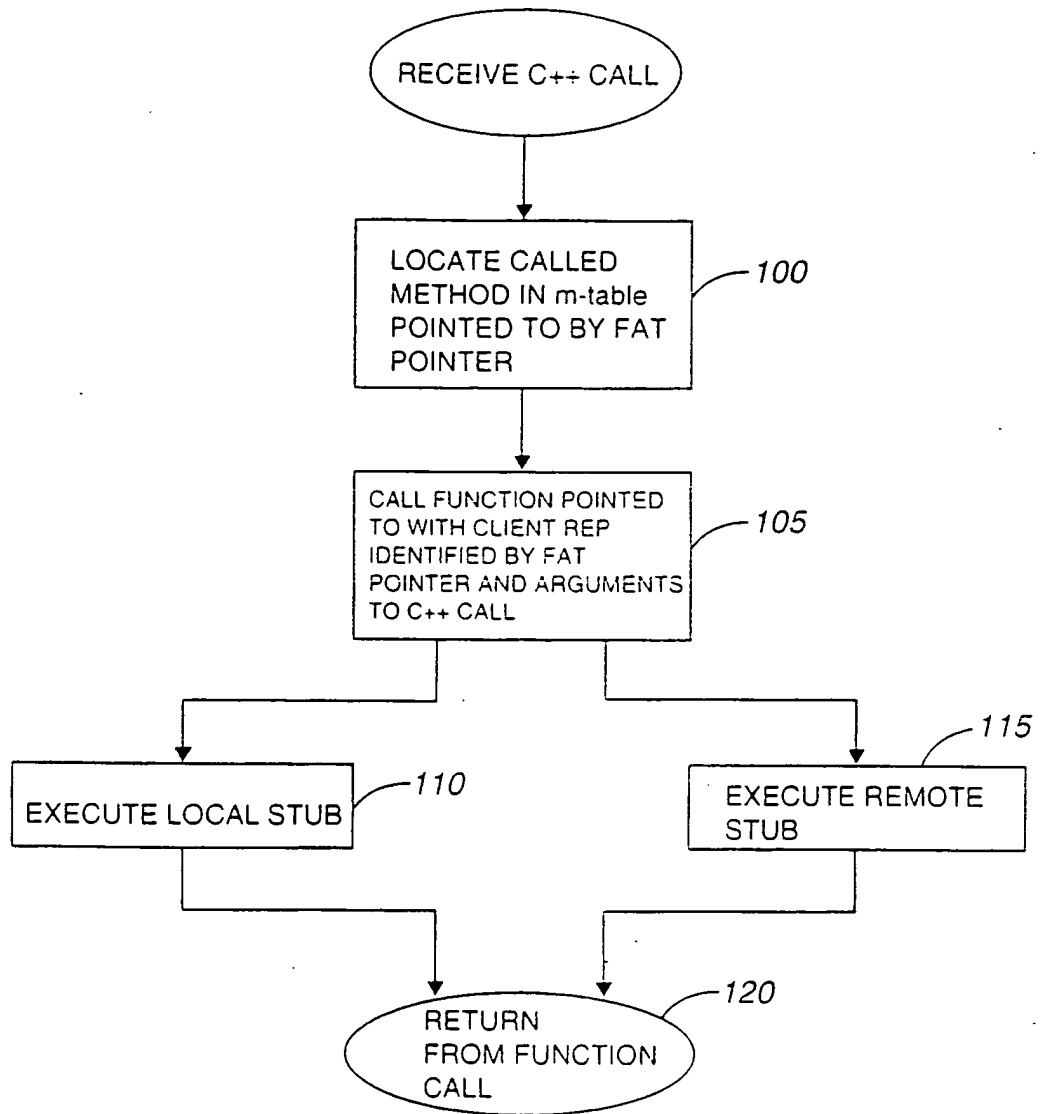 RECEIVE C++ CALL
LOCATE CALLED
METHOD IN m-table
POINTED TO BY FAT
POINTER
100
CALL FUNCTION POINTED
TO WITH CLIENT REP
IDENTIFIED BY FAT
POINTER AND ARGUMENTS
TO C++ CALL
105
EXECUTE LOCAL STUB
110
EXECUTE REMOTE
STUB
115
RETURN
FROM FUNCTION
CALL
120